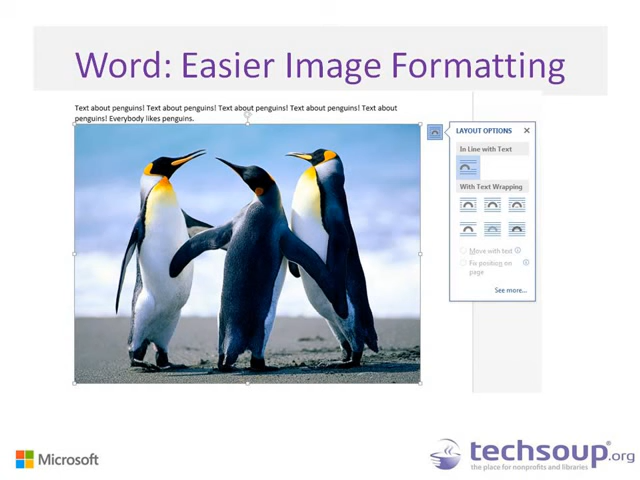 Word: Easier Image Formatting
Text about penguins! Text about penguins! Text about penguins! Text about penguins! Text about
penguins! Everybody likes penguins.
LAYOUT OPTIONS
In Line with Text
With Text Wrapping
Move with text
Fix position on
page
See more...
Microsoft
techsoup.org
the place for nonprofits and libraries